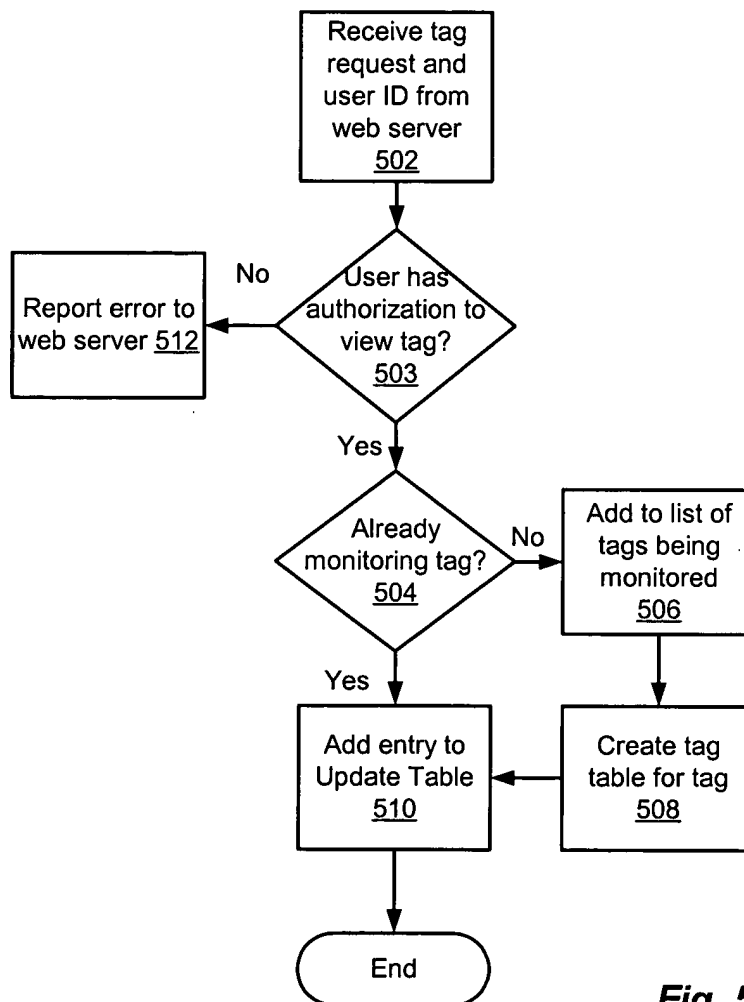 Receive tag
request and
user ID from
web server
502
User has
authorization to
view tag?
503
No
Report error to
web server 512
Yes
Already
monitoring tag?
504
No
Add to list of
tags being
monitored
506
Yes
Add entry to
Update Table
510
Create tag
table for tag
508
End
Fig.